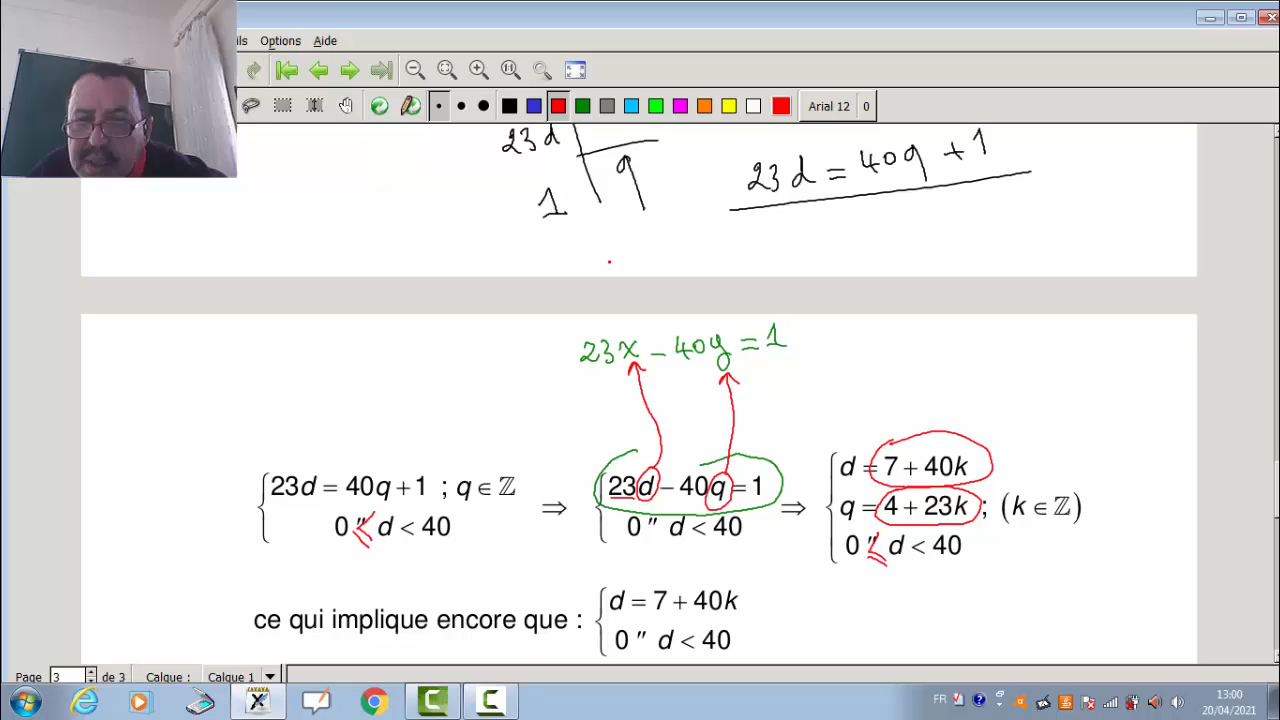 ils Options Aide
Arial 12 0
23d
1 q
23d = 40q + 1
23x - 40y = 1
{ 23d = 40q + 1 ; q ∈ ℤ ⇒ { 23d - 40q = 1 ⇒ { d = 7 + 40k
q = 4 + 23k ; (k ∈ ℤ)
0 ≤ d < 40 0 " d < 40 0 ≤ d < 40
ce qui implique encore que : { d = 7 + 40k
0 " d < 40
Page 3 de 3 Calque : Calque 1
FR 13:00
20/04/2021